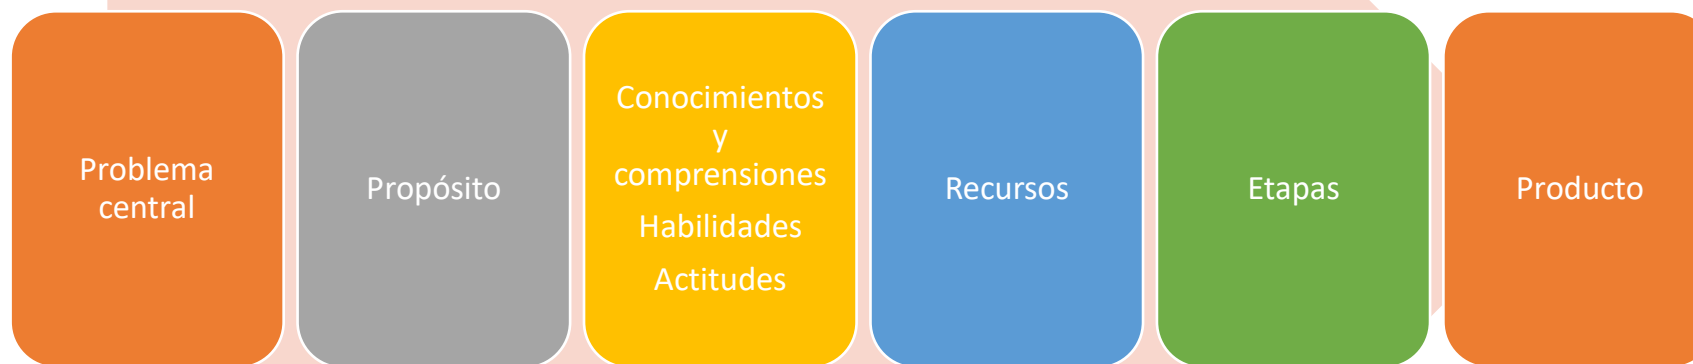 Problema
central
Propósito
Conocimientos
y
comprensiones
Habilidades
Actitudes
Recursos
Etapas
Producto